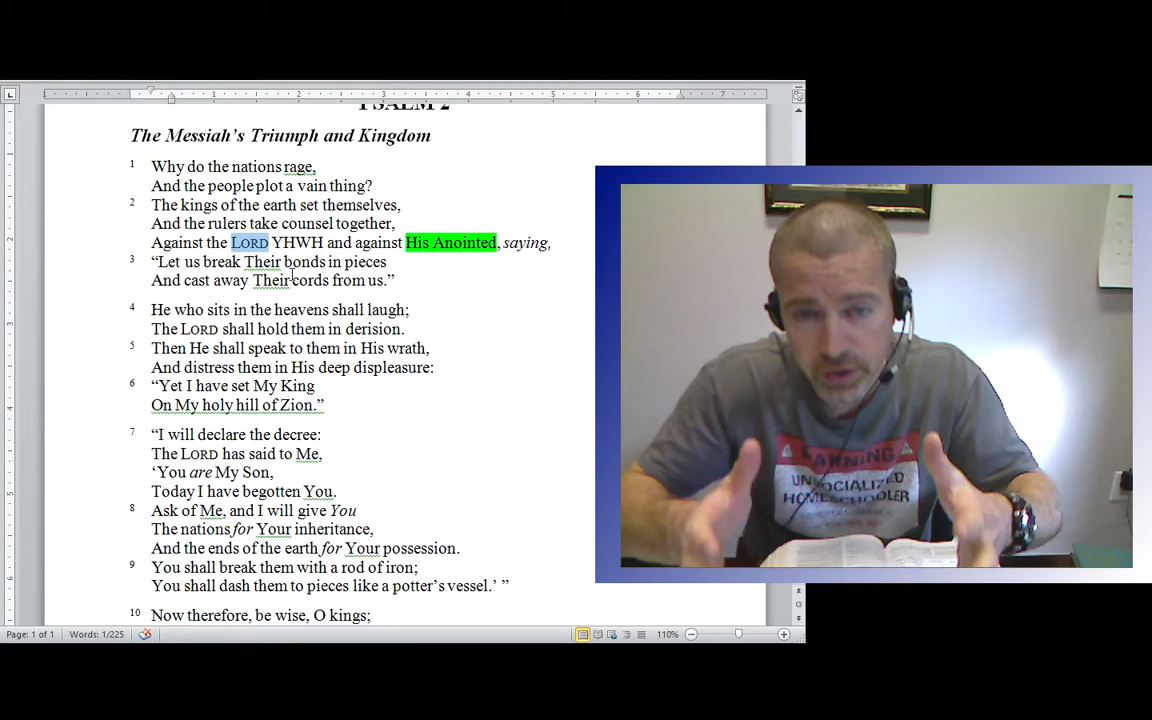 1 1 2 3 4 5 6 7
PSALM 2
The Messiah's Triumph and Kingdom
1 Why do the nations rage,
And the people plot a vain thing?
2 The kings of the earth set themselves,
And the rulers take counsel together,
Against the LORD YHWH and against His Anointed, saying,
3 “Let us break Their bonds in pieces
And cast away Their cords from us.”
4 He who sits in the heavens shall laugh;
The LORD shall hold them in derision.
5 Then He shall speak to them in His wrath,
And distress them in His deep displeasure:
6 “Yet I have set My King
On My holy hill of Zion.”
7 “I will declare the decree:
The LORD has said to Me,
‘You are My Son,
Today I have begotten You.
8 Ask of Me, and I will give You
The nations for Your inheritance,
And the ends of the earth for Your possession.
9 You shall break them with a rod of iron;
You shall dash them to pieces like a potter’s vessel.’ ”
10 Now therefore, be wise, O kings;
Page: 1 of 1 Words: 1/225 110%
WARNING
UNSOCIALIZED
HOMESCHOOLER